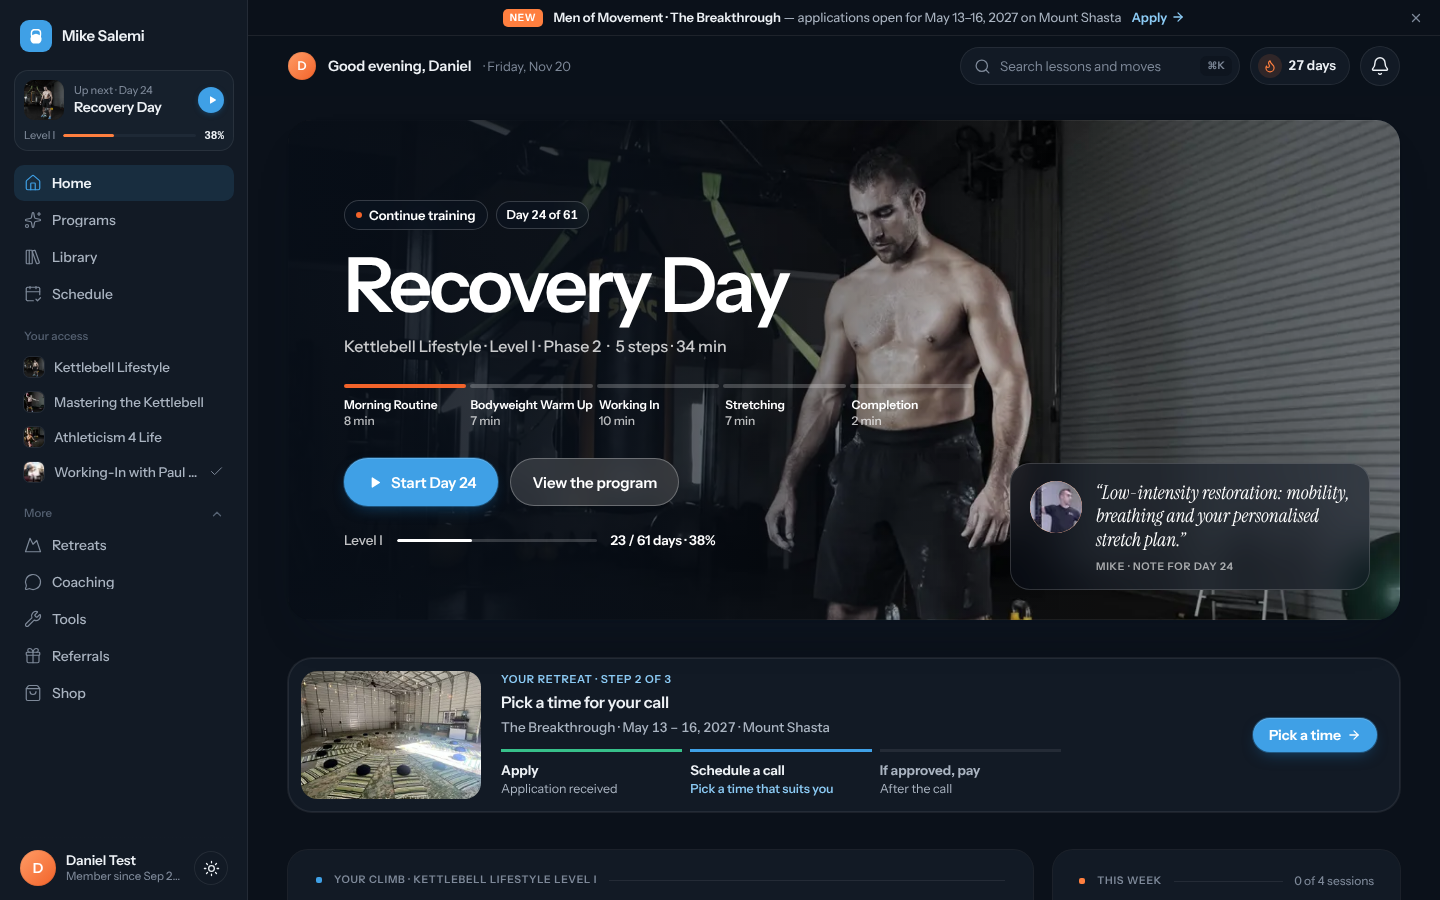 Mike Salemi
Up next · Day 24
Recovery Day
Level I
38%
Home
Programs
Library
Schedule
Your access
Kettlebell Lifestyle
Mastering the Kettlebell
Athleticism 4 Life
Working-In with Paul ...
More
Retreats
Coaching
Tools
Referrals
Shop
D
Daniel Test
Member since Sep 2...
NEW Men of Movement · The Breakthrough — applications open for May 13–16, 2027 on Mount Shasta Apply →
D
Good evening, Daniel · Friday, Nov 20
Search lessons and moves ⌘K
27 days
Continue training
Day 24 of 61
Recovery Day
Kettlebell Lifestyle · Level I · Phase 2 · 5 steps · 34 min
Morning Routine
8 min
Bodyweight Warm Up
7 min
Working In
10 min
Stretching
7 min
Completion
2 min
Start Day 24
View the program
Level I
23 / 61 days · 38%
“Low-intensity restoration: mobility,
breathing and your personalised
stretch plan.”
MIKE · NOTE FOR DAY 24
YOUR RETREAT · STEP 2 OF 3
Pick a time for your call
The Breakthrough · May 13 – 16, 2027 · Mount Shasta
Apply
Application received
Schedule a call
Pick a time that suits you
If approved, pay
After the call
Pick a time →
YOUR CLIMB · KETTLEBELL LIFESTYLE LEVEL I
THIS WEEK
0 of 4 sessions